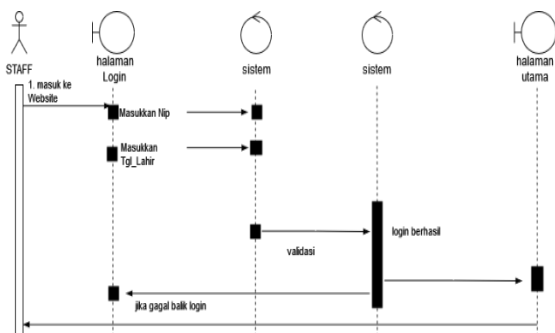 STAFF
halaman
Login
sistem
sistem
halaman
utama
1. masuk ke
Website
Masukkan Nip
Masukkan
Tgl_Lahir
login berhasil
validasi
jika gagal balik login